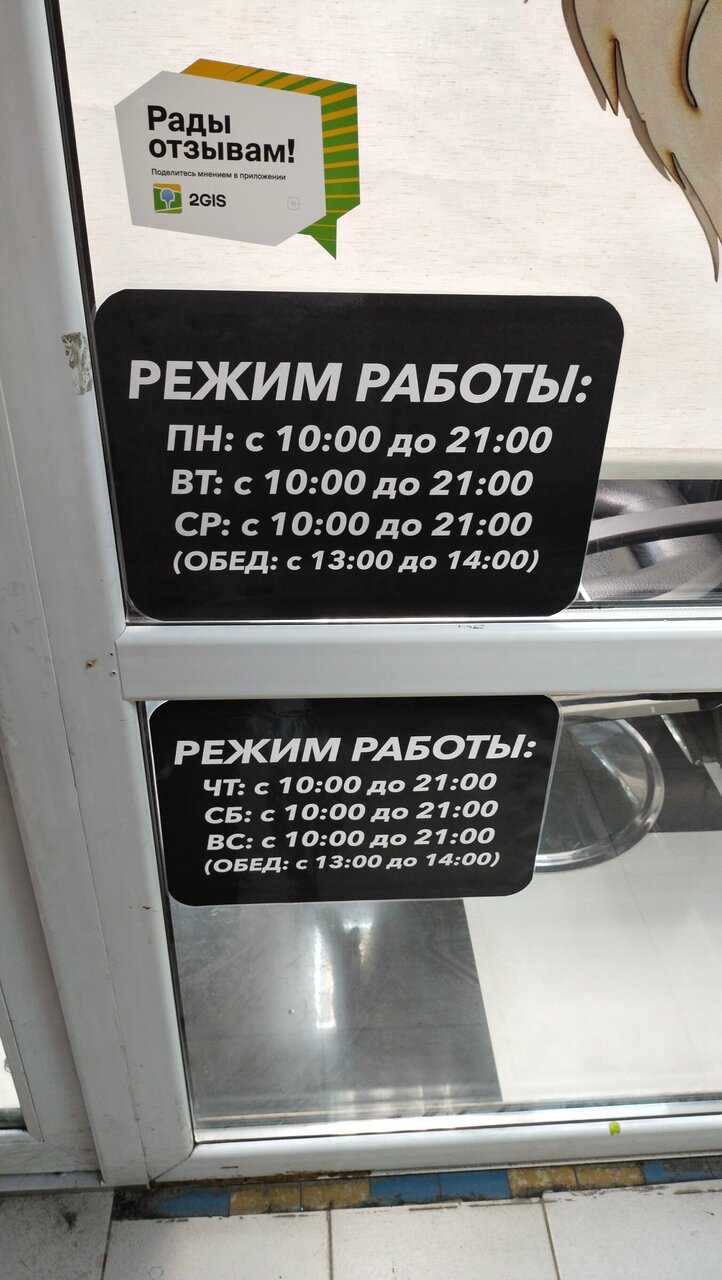 Рады
отзывам!
Поделитесь мнением в приложении
2GIS
РЕЖИМ РАБОТЫ:
ПН: с 10:00 до 21:00
ВТ: с 10:00 до 21:00
СР: с 10:00 до 21:00
(ОБЕД: с 13:00 до 14:00)
РЕЖИМ РАБОТЫ:
ЧТ: с 10:00 до 21:00
СБ: с 10:00 до 21:00
ВС: с 10:00 до 21:00
(ОБЕД: с 13:00 до 14:00)